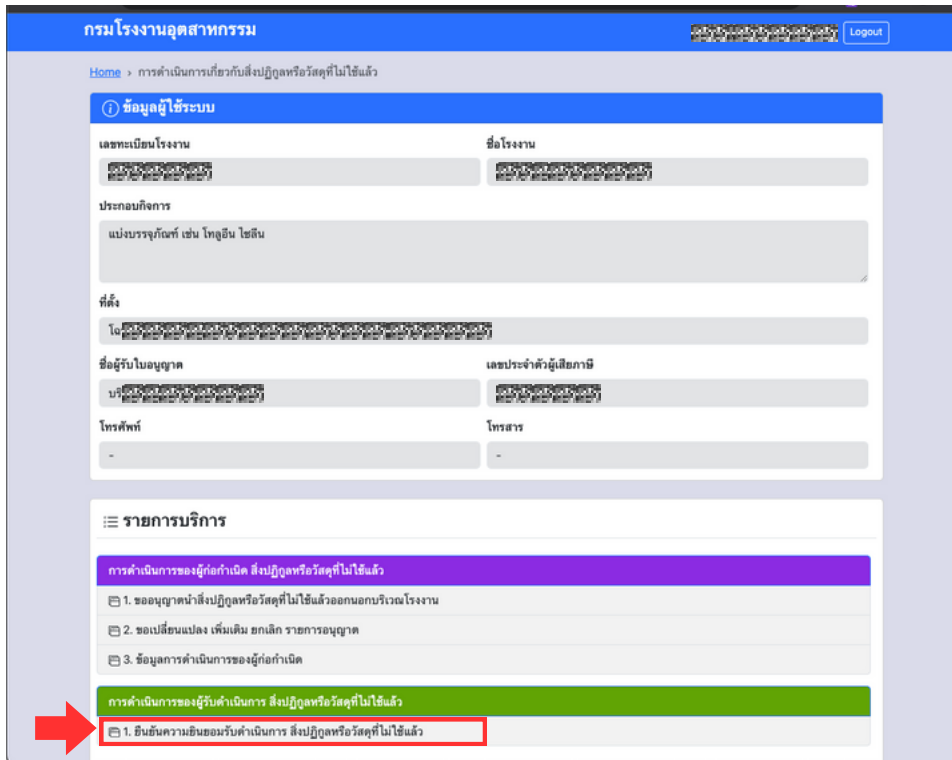 กรมโรงงานอุตสาหกรรม
Logout
Home › การดำเนินการเกี่ยวกับสิ่งปฏิกูลหรือวัสดุที่ไม่ใช้แล้ว
ข้อมูลผู้ใช้ระบบ
เลขทะเบียนโรงงาน ชื่อโรงงาน
ประกอบกิจการ
แบ่งบรรจุภัณฑ์ เช่น โทลูอีน ไซลีน
ที่ตั้ง
ชื่อผู้รับใบอนุญาต เลขประจำตัวผู้เสียภาษี
บริ
โทรศัพท์ โทรสาร
- -
รายการบริการ
การดำเนินการของผู้ก่อกำเนิด สิ่งปฏิกูลหรือวัสดุที่ไม่ใช้แล้ว
1. ขออนุญาตนำสิ่งปฏิกูลหรือวัสดุที่ไม่ใช้แล้วออกนอกบริเวณโรงงาน
2. ขอเปลี่ยนแปลง เพิ่มเติม ยกเลิก รายการอนุญาต
3. ข้อมูลการดำเนินการของผู้ก่อกำเนิด
การดำเนินการของผู้รับดำเนินการ สิ่งปฏิกูลหรือวัสดุที่ไม่ใช้แล้ว
1. ยืนยันความยินยอมรับดำเนินการ สิ่งปฏิกูลหรือวัสดุที่ไม่ใช้แล้ว